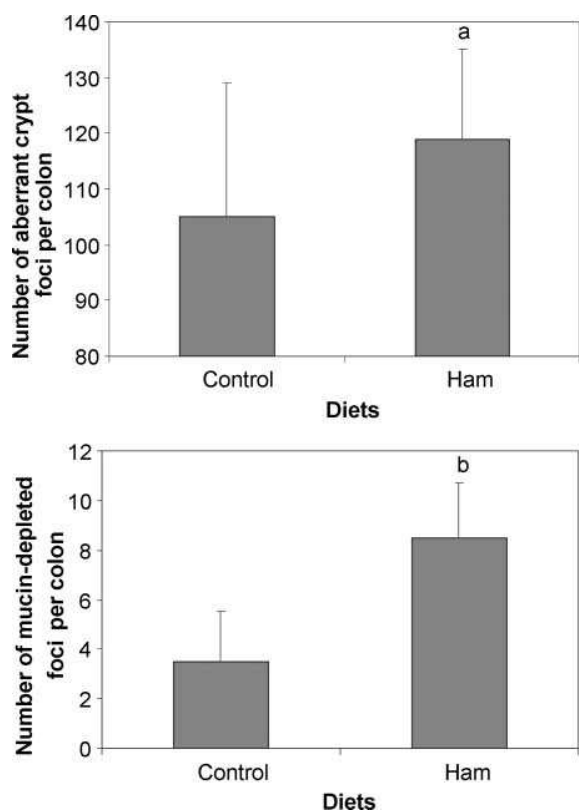 Number of aberrant crypt
foci per colon
140
130
120
110
100
90
80
a
Control Ham
Diets
Number of mucin-depleted
foci per colon
12
10
8
6
4
2
0
b
Control Ham
Diets